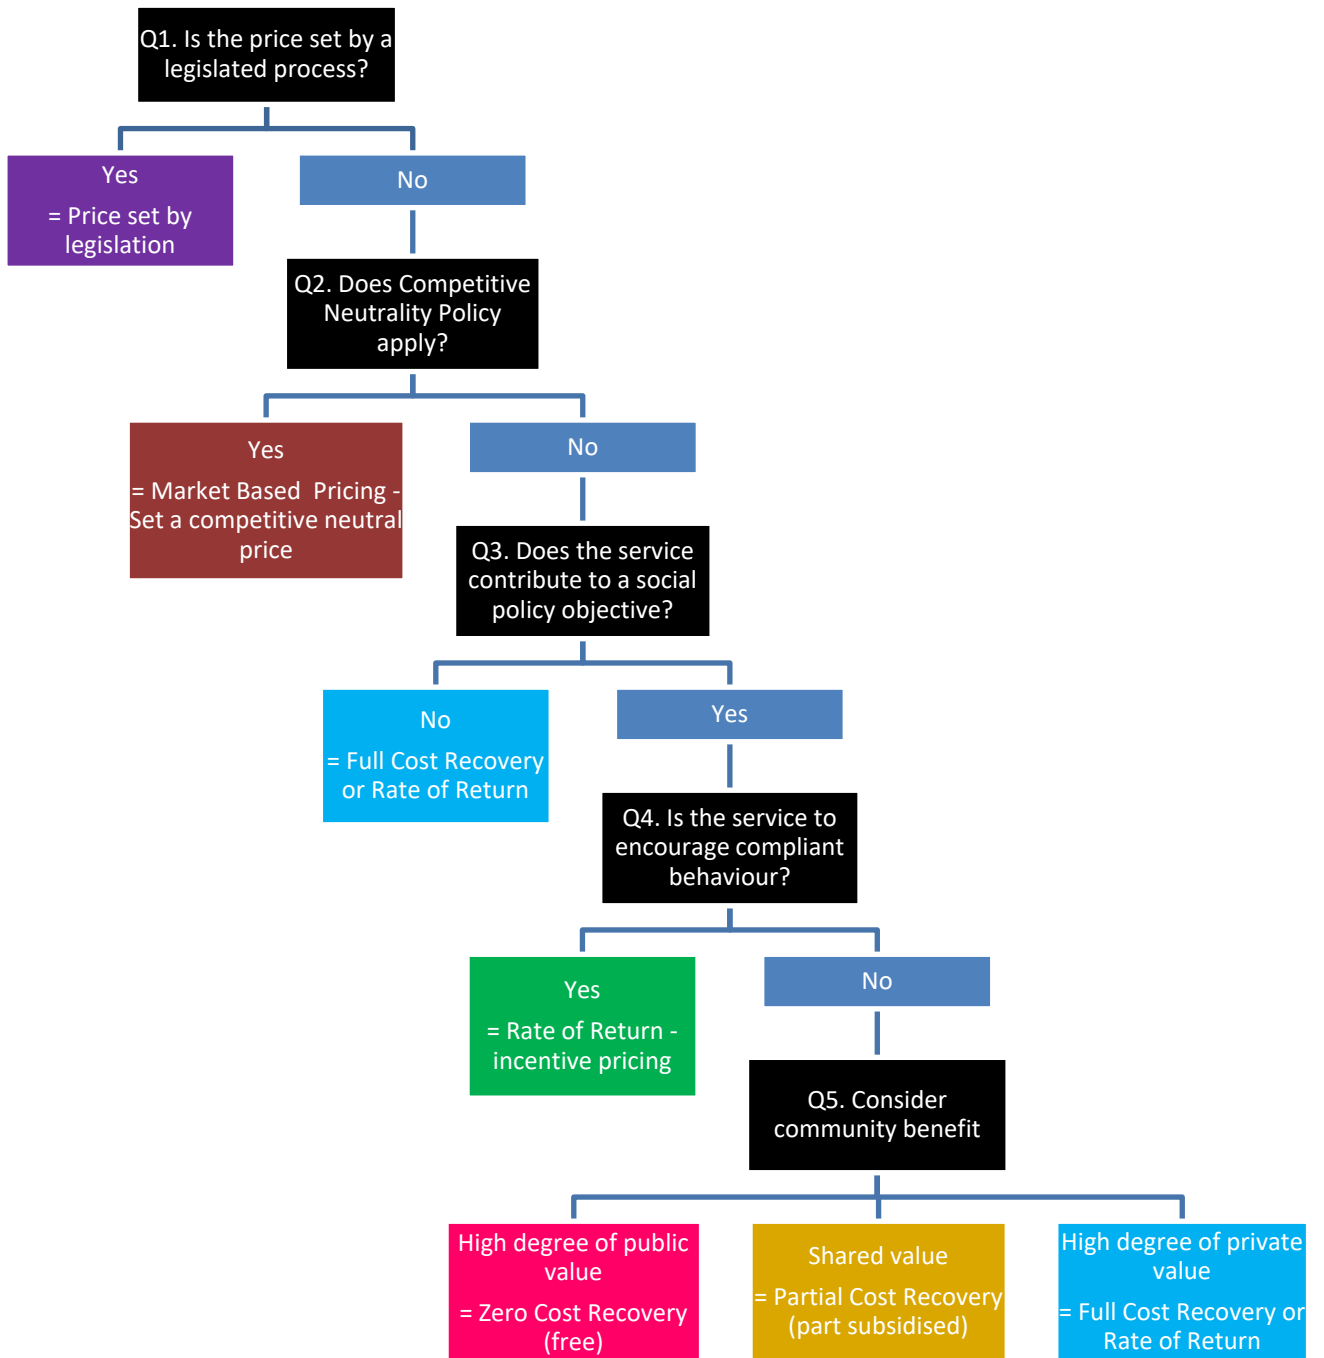 Q1. Is the price set by a
legislated process?
Yes
= Price set by
legislation
No
Q2. Does Competitive
Neutrality Policy
apply?
Yes
= Market Based  Pricing -
Set a competitive neutral
price
No
Q3. Does the service
contribute to a social
policy objective?
No
= Full Cost Recovery
or Rate of Return
Yes
Q4. Is the service to
encourage compliant
behaviour?
Yes
= Rate of Return -
incentive pricing
No
Q5. Consider
community benefit
High degree of public
value
= Zero Cost Recovery
(free)
Shared value
= Partial Cost Recovery
(part subsidised)
High degree of private
value
= Full Cost Recovery or
Rate of Return